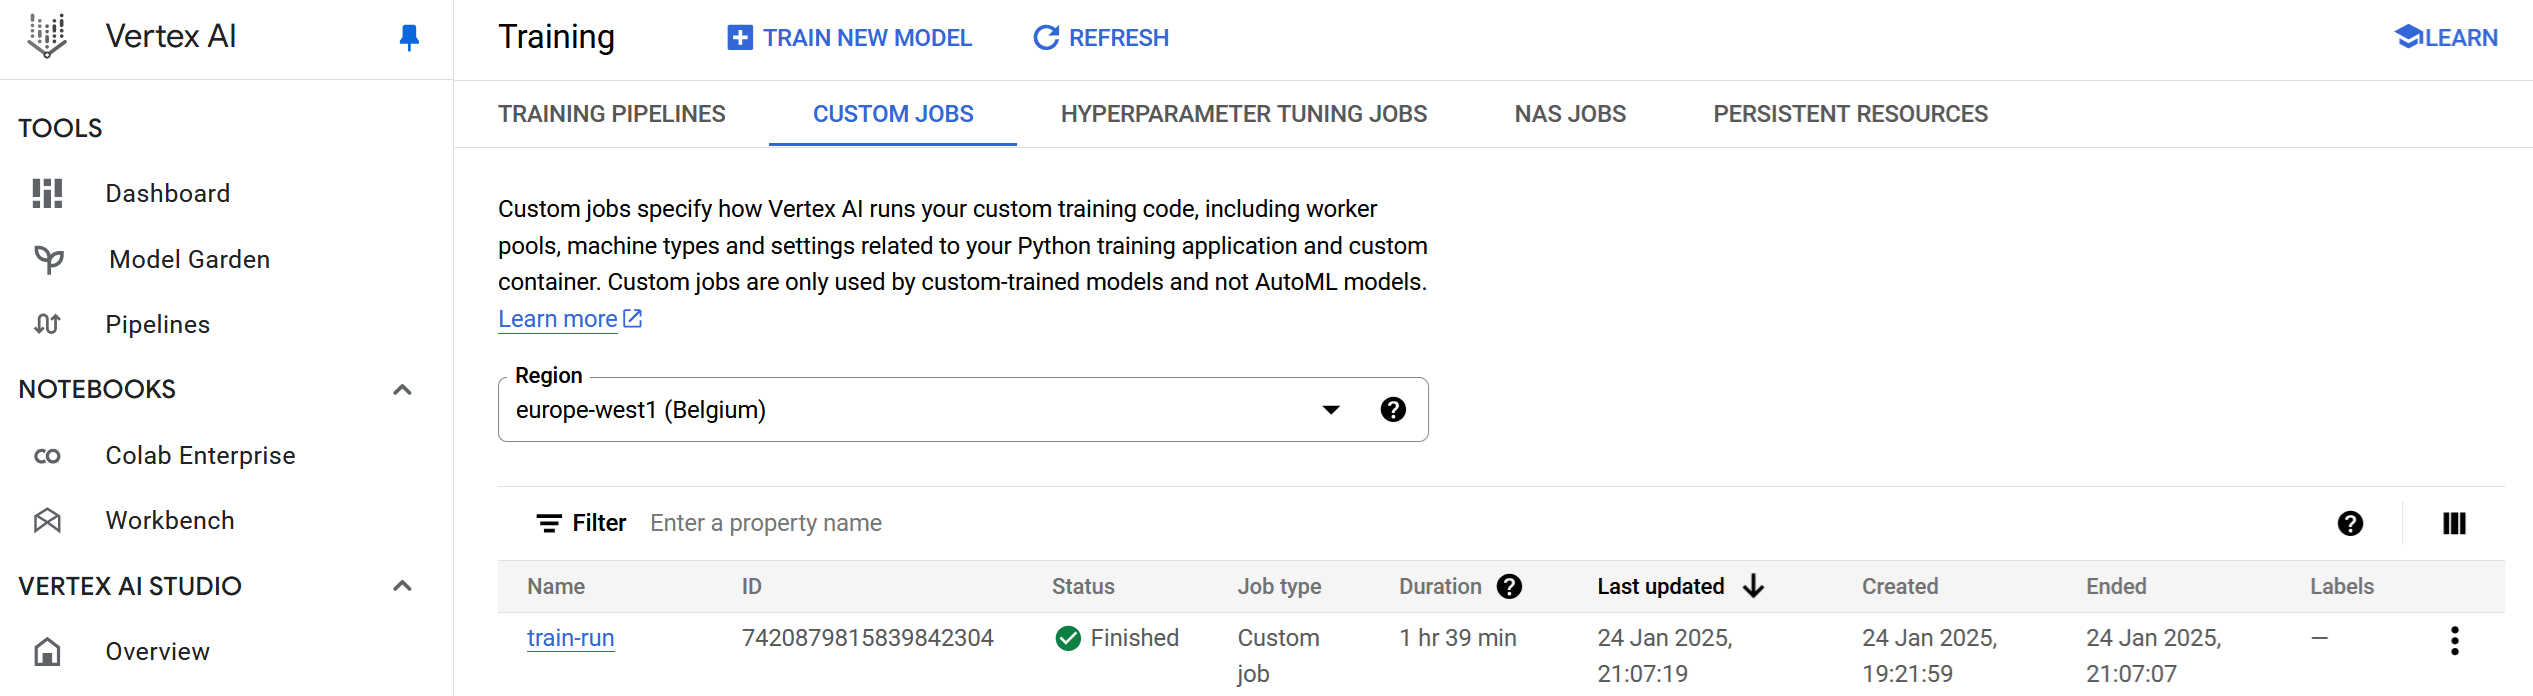 Vertex AI
Training
TRAIN NEW MODEL
REFRESH
LEARN
TOOLS
Dashboard
Model Garden
Pipelines
NOTEBOOKS
Colab Enterprise
Workbench
VERTEX AI STUDIO
Overview
TRAINING PIPELINES
CUSTOM JOBS
HYPERPARAMETER TUNING JOBS
NAS JOBS
PERSISTENT RESOURCES
Custom jobs specify how Vertex AI runs your custom training code, including worker
pools, machine types and settings related to your Python training application and custom
container. Custom jobs are only used by custom-trained models and not AutoML models.
Learn more
Region
europe-west1 (Belgium)
Filter Enter a property name
Name ID Status Job type Duration Last updated Created Ended Labels
train-run 7420879815839842304 Finished Custom job 1 hr 39 min 24 Jan 2025, 21:07:19 24 Jan 2025, 19:21:59 24 Jan 2025, 21:07:07 —